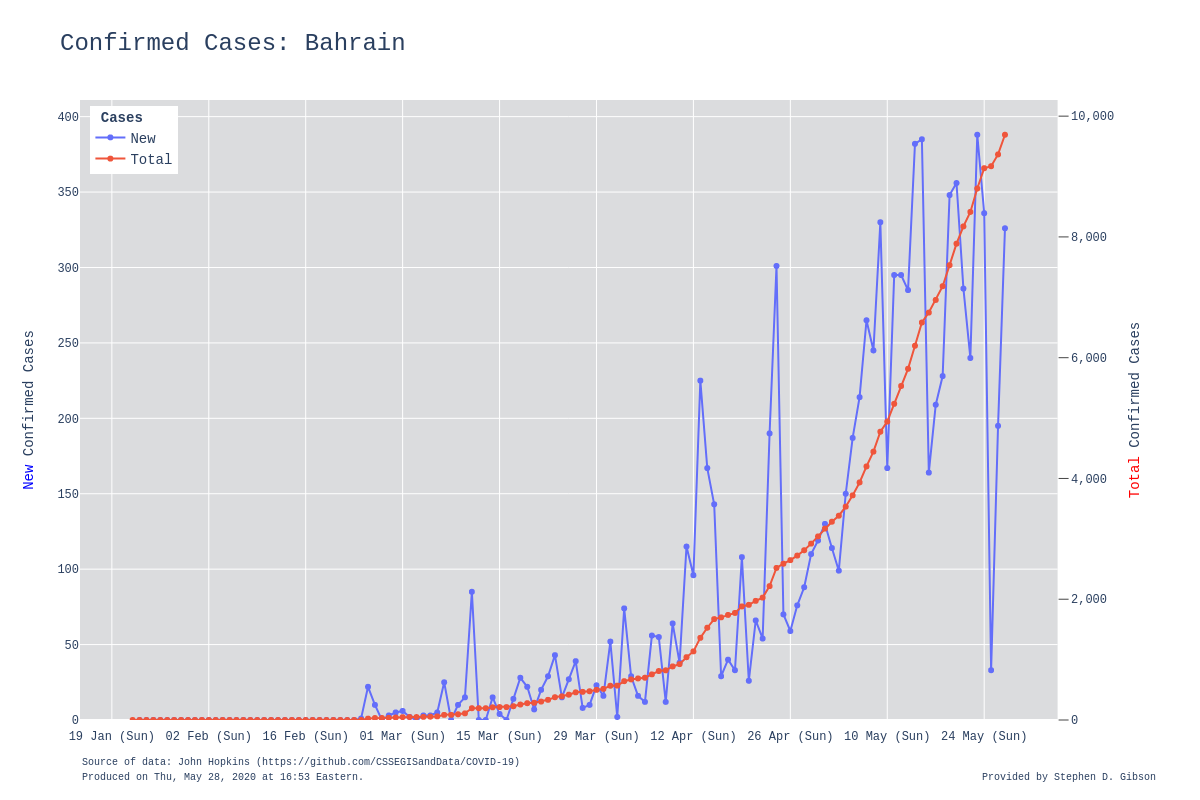 Confirmed Cases: Bahrain
Cases
New
Total
400
350
300
250
200
150
100
50
0
10,000
8,000
6,000
4,000
2,000
0
New Confirmed Cases
Total Confirmed Cases
19 Jan (Sun) 02 Feb (Sun) 16 Feb (Sun) 01 Mar (Sun) 15 Mar (Sun) 29 Mar (Sun) 12 Apr (Sun) 26 Apr (Sun) 10 May (Sun) 24 May (Sun)
Source of data: John Hopkins (https://github.com/CSSEGISandData/COVID-19)
Produced on Thu, May 28, 2020 at 16:53 Eastern.
Provided by Stephen D. Gibson